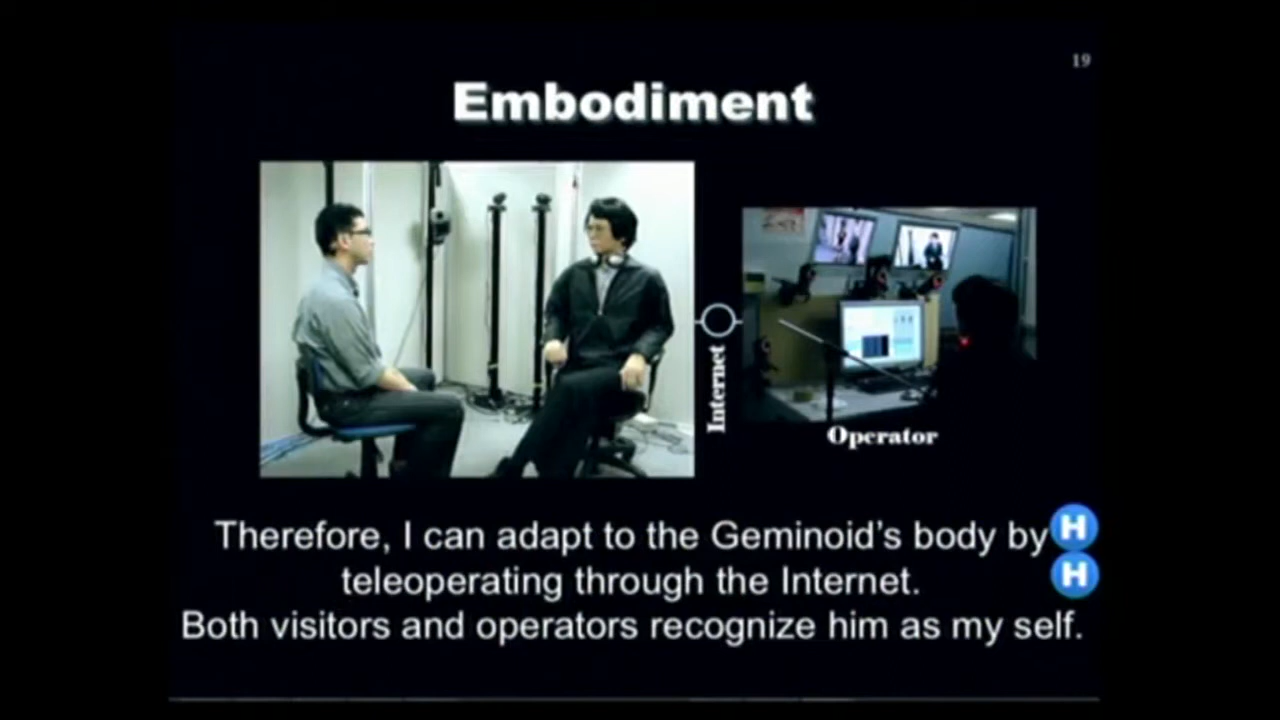 19
Embodiment
Internet
Operator
Therefore, I can adapt to the Geminoid’s body by
H
teleoperating through the Internet.
H
Both visitors and operators recognize him as my self.